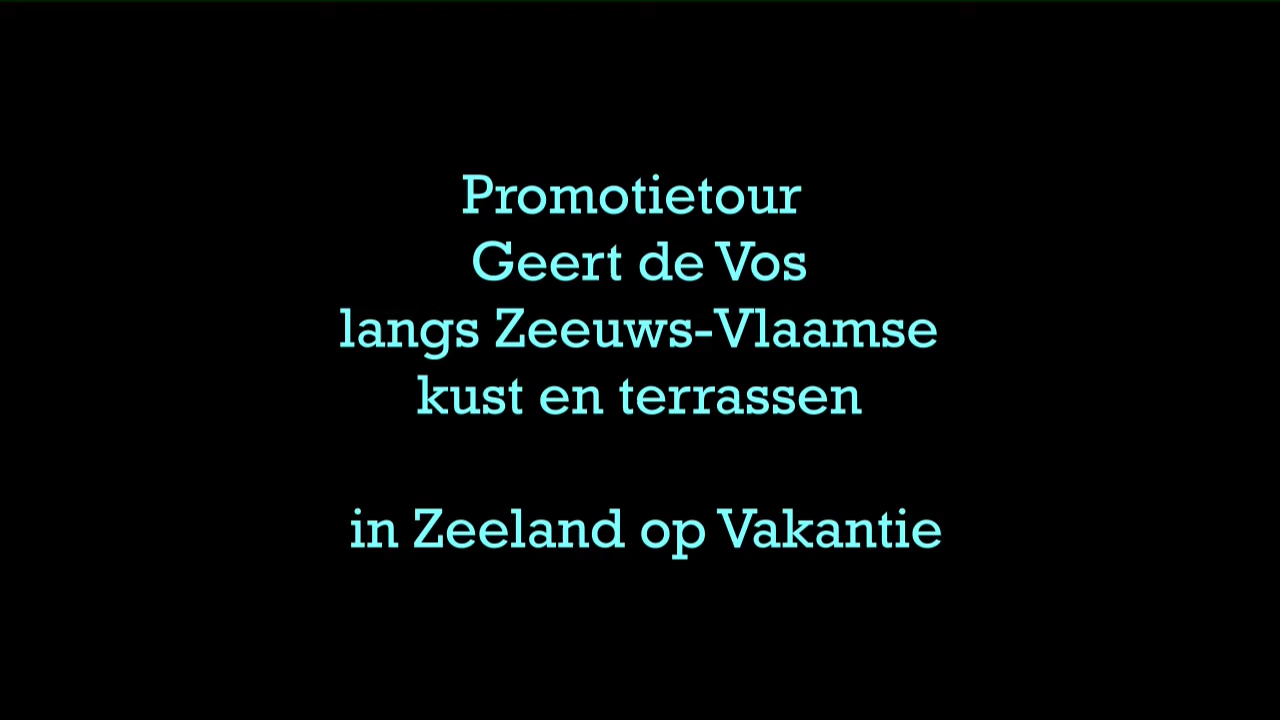 Promotietour
Geert de Vos
langs Zeeuws-Vlaamse
kust en terrassen
in Zeeland op Vakantie